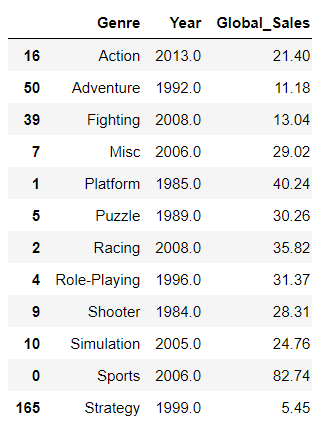 Genre Year Global_Sales
16 Action 2013.0 21.40
50 Adventure 1992.0 11.18
39 Fighting 2008.0 13.04
7 Misc 2006.0 29.02
1 Platform 1985.0 40.24
5 Puzzle 1989.0 30.26
2 Racing 2008.0 35.82
4 Role-Playing 1996.0 31.37
9 Shooter 1984.0 28.31
10 Simulation 2005.0 24.76
0 Sports 2006.0 82.74
165 Strategy 1999.0 5.45